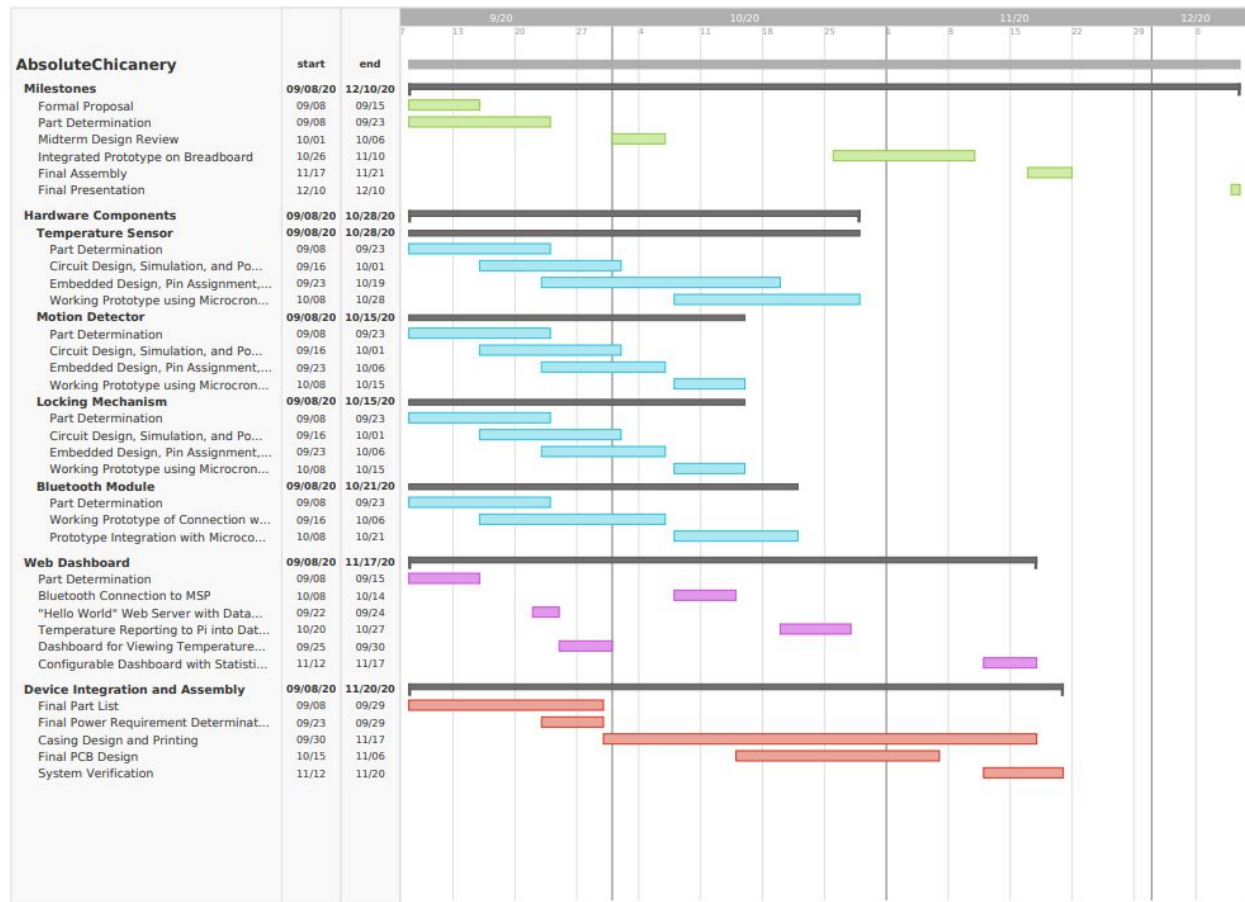 9/20 10/20 11/20 12/20
7 13 20 27 4 11 18 25 1 8 15 22 29 6
AbsoluteChicanery start end
Milestones 09/08/20 12/10/20
Formal Proposal 09/08 09/15
Part Determination 09/08 09/23
Midterm Design Review 10/01 10/06
Integrated Prototype on Breadboard 10/26 11/10
Final Assembly 11/17 11/21
Final Presentation 12/10 12/10
Hardware Components 09/08/20 10/28/20
Temperature Sensor 09/08/20 10/28/20
Part Determination 09/08 09/23
Circuit Design, Simulation, and Po... 09/16 10/01
Embedded Design, Pin Assignment,... 09/23 10/19
Working Prototype using Microcron... 10/08 10/28
Motion Detector 09/08/20 10/15/20
Part Determination 09/08 09/23
Circuit Design, Simulation, and Po... 09/16 10/01
Embedded Design, Pin Assignment,... 09/23 10/06
Working Prototype using Microcron... 10/08 10/15
Locking Mechanism 09/08/20 10/15/20
Part Determination 09/08 09/23
Circuit Design, Simulation, and Po... 09/16 10/01
Embedded Design, Pin Assignment,... 09/23 10/06
Working Prototype using Microcron... 10/08 10/15
Bluetooth Module 09/08/20 10/21/20
Part Determination 09/08 09/23
Working Prototype of Connection w... 09/16 10/06
Prototype Integration with Microco... 10/08 10/21
Web Dashboard 09/08/20 11/17/20
Part Determination 09/08 09/15
Bluetooth Connection to MSP 10/08 10/14
"Hello World" Web Server with Data... 09/22 09/24
Temperature Reporting to Pi into Dat... 10/20 10/27
Dashboard for Viewing Temperature... 09/25 09/30
Configurable Dashboard with Statisti... 11/12 11/17
Device Integration and Assembly 09/08/20 11/20/20
Final Part List 09/08 09/29
Final Power Requirement Determinat... 09/23 09/29
Casing Design and Printing 09/30 11/17
Final PCB Design 10/15 11/06
System Verification 11/12 11/20